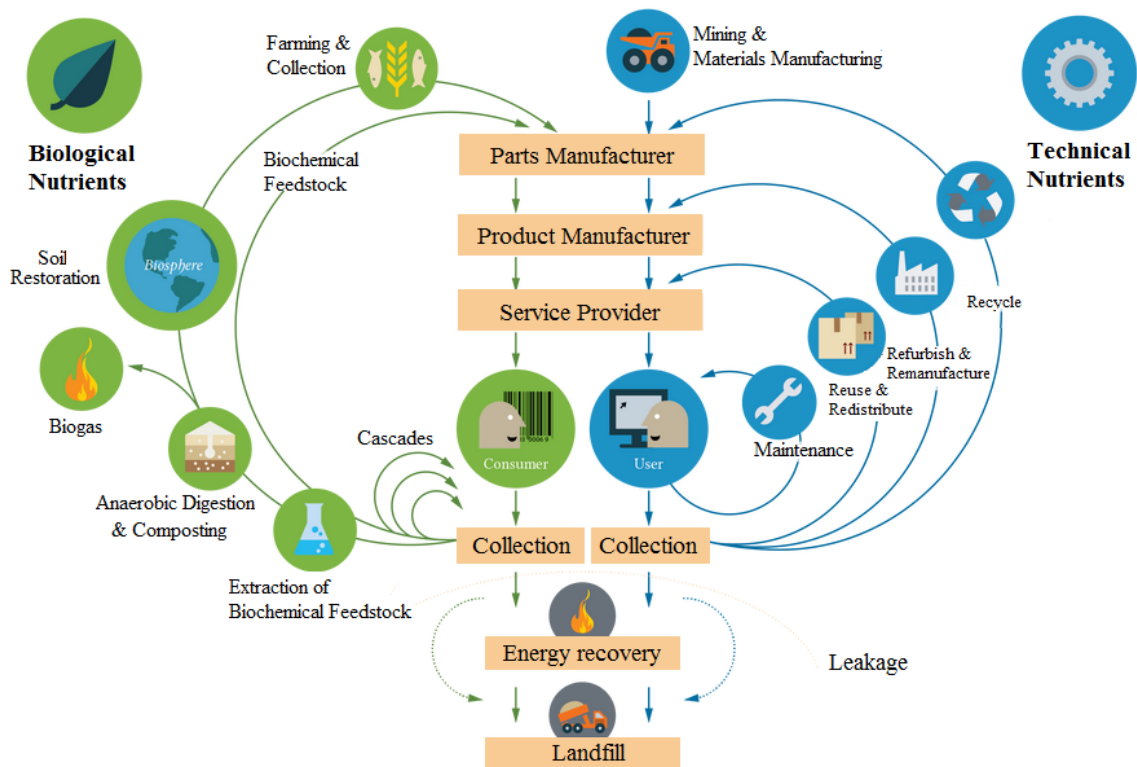 Farming &
Collection
Mining &
Materials Manufacturing
Biological
Nutrients
Technical
Nutrients
Parts Manufacturer
Biochemical
Feedstock
Product Manufacturer
Soil
Restoration
Biosphere
Recycle
Service Provider
Refurbish &
Remanufacture
Reuse &
Redistribute
Biogas
Cascades
Consumer
User
Maintenance
Anaerobic Digestion
& Composting
Collection
Collection
Extraction of
Biochemical Feedstock
Energy recovery
Leakage
Landfill